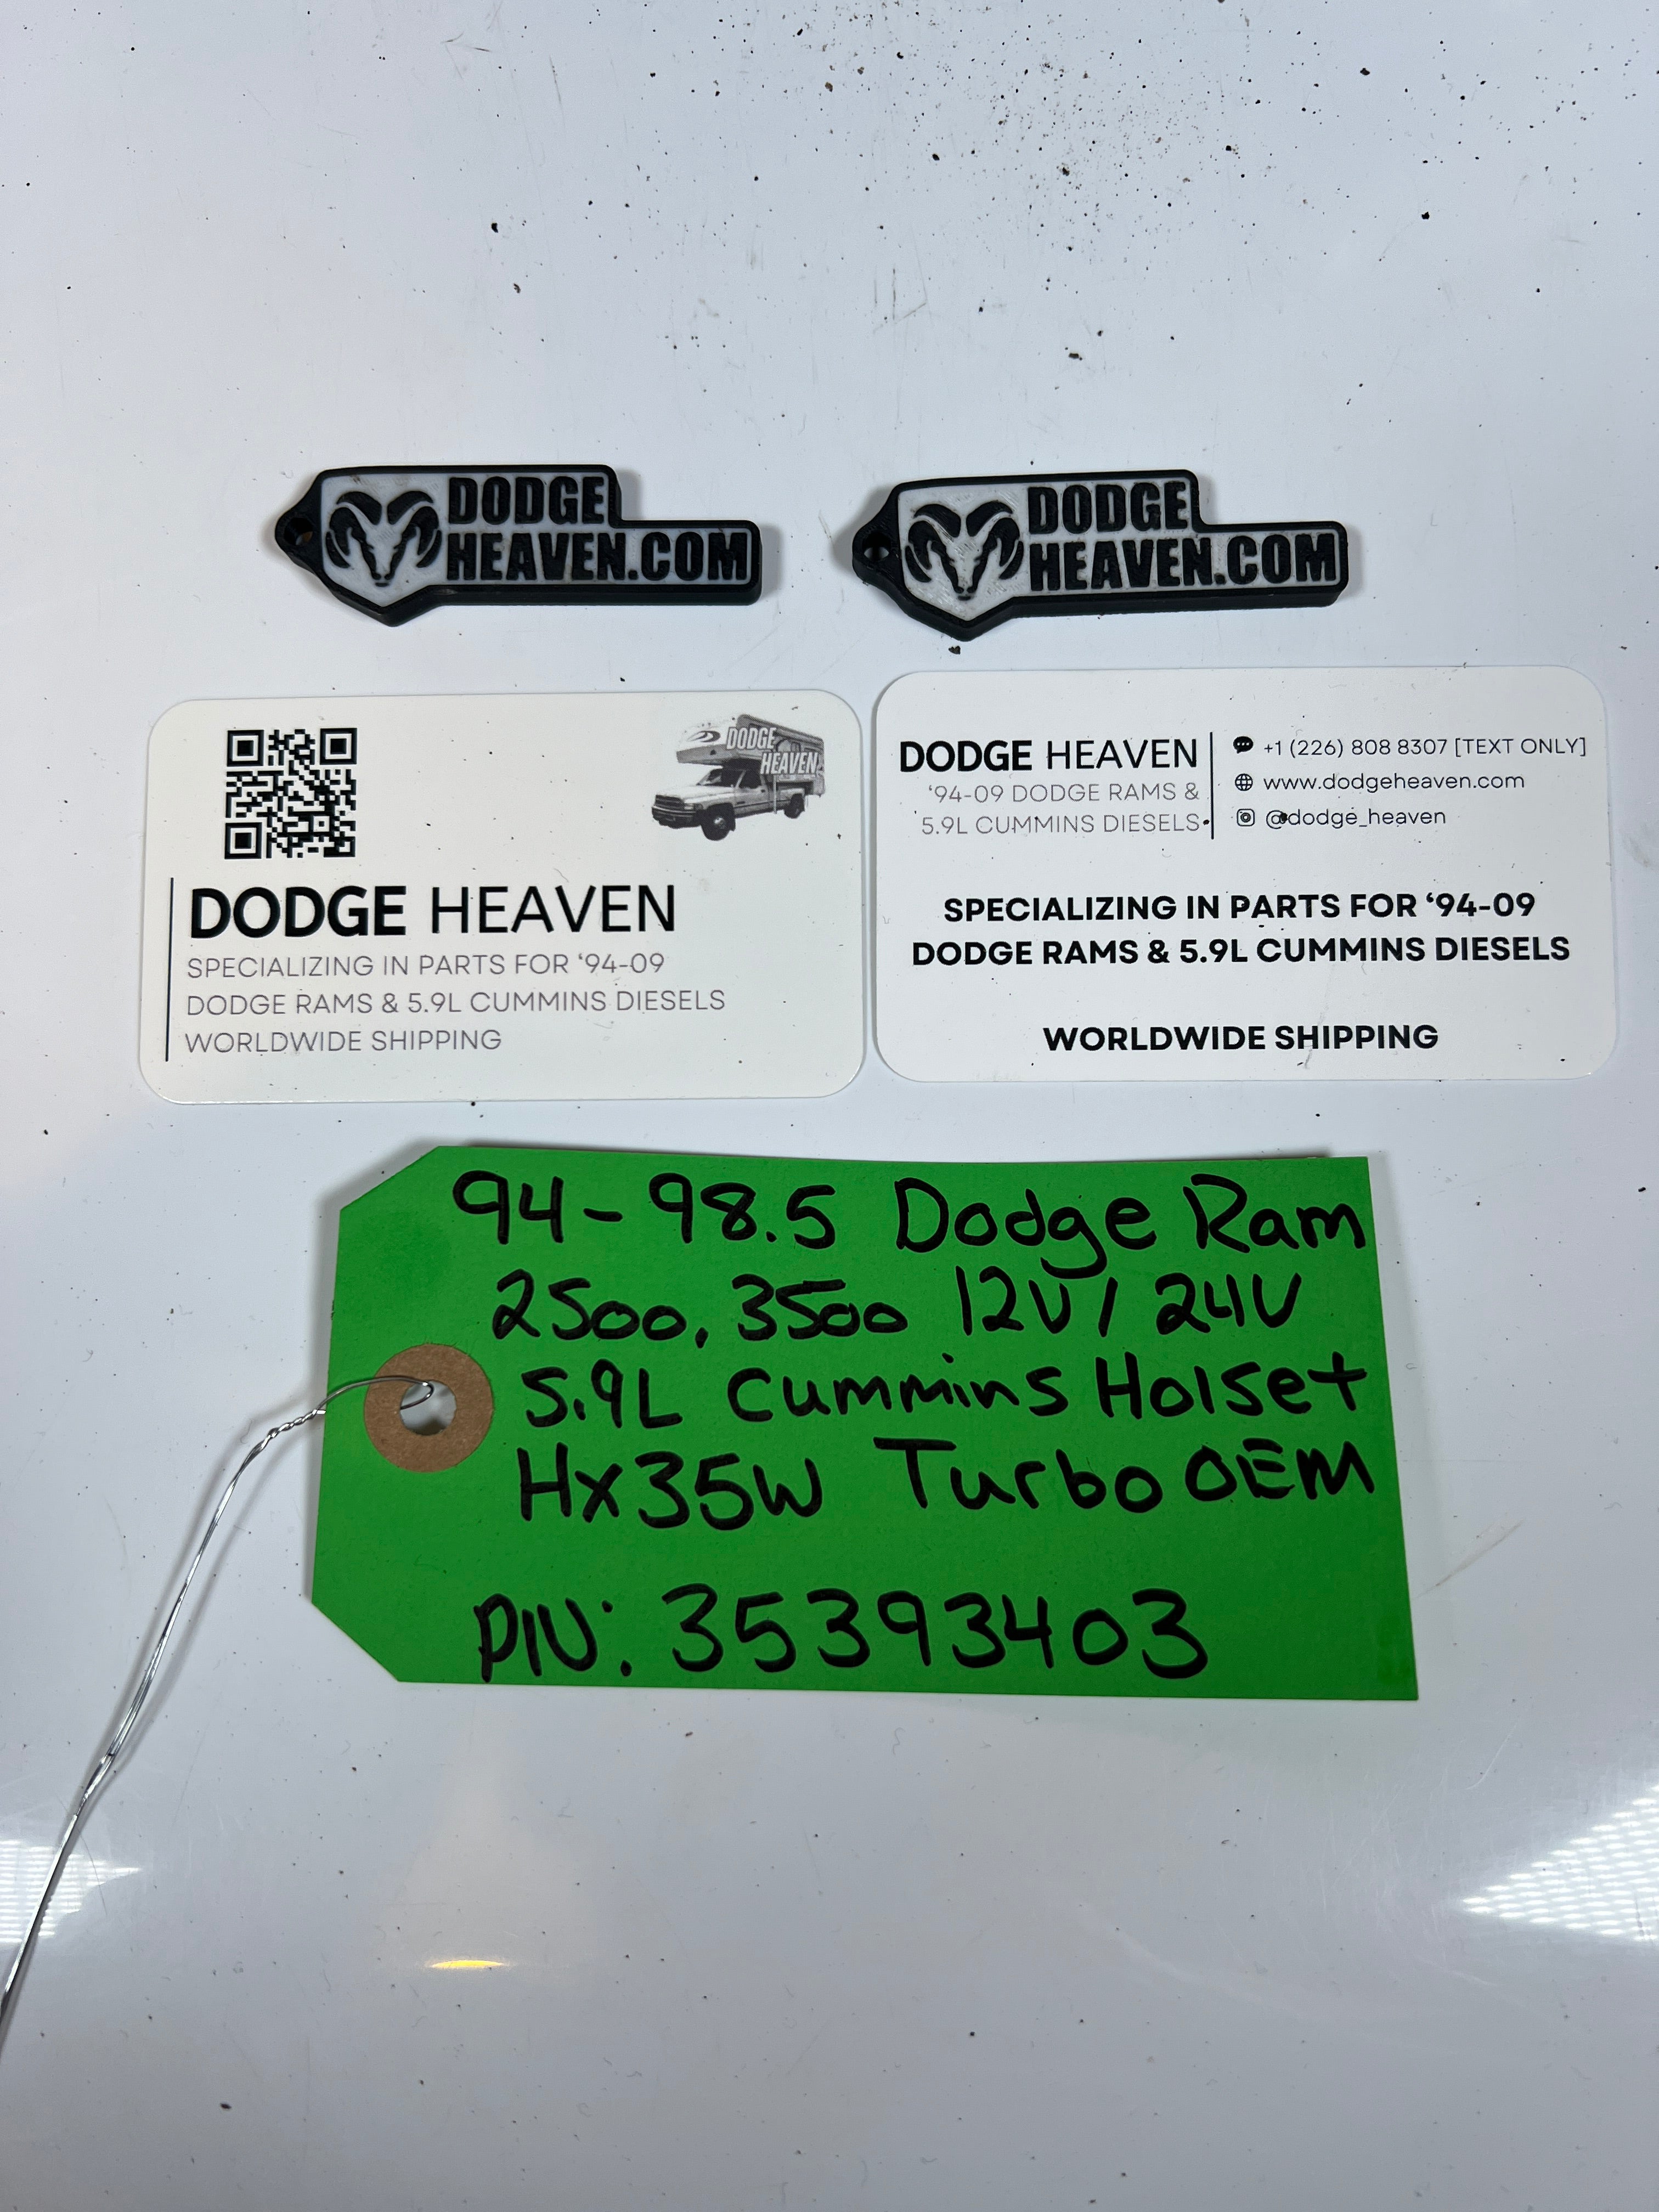 DODGE
HEAVEN.COM
DODGE
HEAVEN.COM
DODGE
HEAVEN
DODGE HEAVEN
SPECIALIZING IN PARTS FOR ‘94-09
DODGE RAMS & 5.9L CUMMINS DIESELS
WORLDWIDE SHIPPING
DODGE HEAVEN
‘94-09 DODGE RAMS &
5.9L CUMMINS DIESELS
+1 (226) 808 8307 [TEXT ONLY]
www.dodgeheaven.com
@dodge_heaven
SPECIALIZING IN PARTS FOR ‘94-09
DODGE RAMS & 5.9L CUMMINS DIESELS
WORLDWIDE SHIPPING
94-98.5 Dodge Ram
2500, 3500 12V/24V
5.9L Cummins Holset
Hx35W Turbo OEM
P/N: 35393403